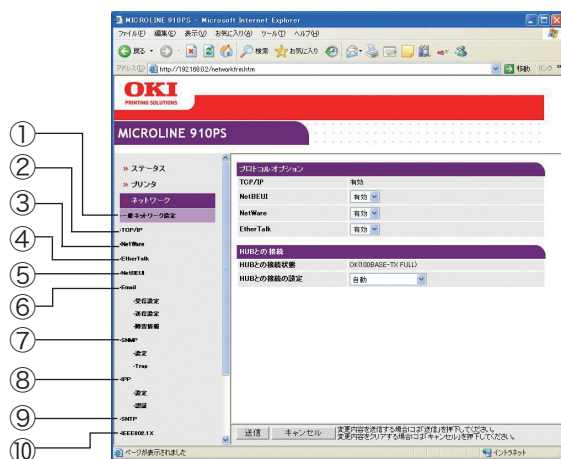 MICROLINE 910PS - Microsoft Internet Explorer
ファイル(F) 編集(E) 表示(V) お気に入り(A) ツール(T) ヘルプ(H)
戻る 検索 お気に入り
アドレス(D) http://192.168.0.2/networkfrm.htm 移動 リンク »
OKI
PRINTING SOLUTIONS
MICROLINE 910PS
» ステータス
» プリンタ
» ネットワーク
① -一般ネットワーク設定
② -TCP/IP
③ -NetWare
④ -EtherTalk
⑤ -NetBEUI
⑥ -Email
-受信設定
-送信設定
-障害情報
⑦ -SNMP
-設定
-Trap
⑧ -IPP
-設定
-認証
⑨ -SNTP
⑩ -IEEE802.1X
プロトコルオプション
TCP/IP 有効
NetBEUI 有効
NetWare 有効
EtherTalk 有効
HUBとの接続
HUBとの接続状態 OK(100BASE-TX FULL)
HUBとの接続の設定 自動
送信 キャンセル
変更内容を送信する場合には「送信」を押下してください。
変更内容をクリアする場合には「キャンセル」を押下してください。
ページが表示されました イントラネット